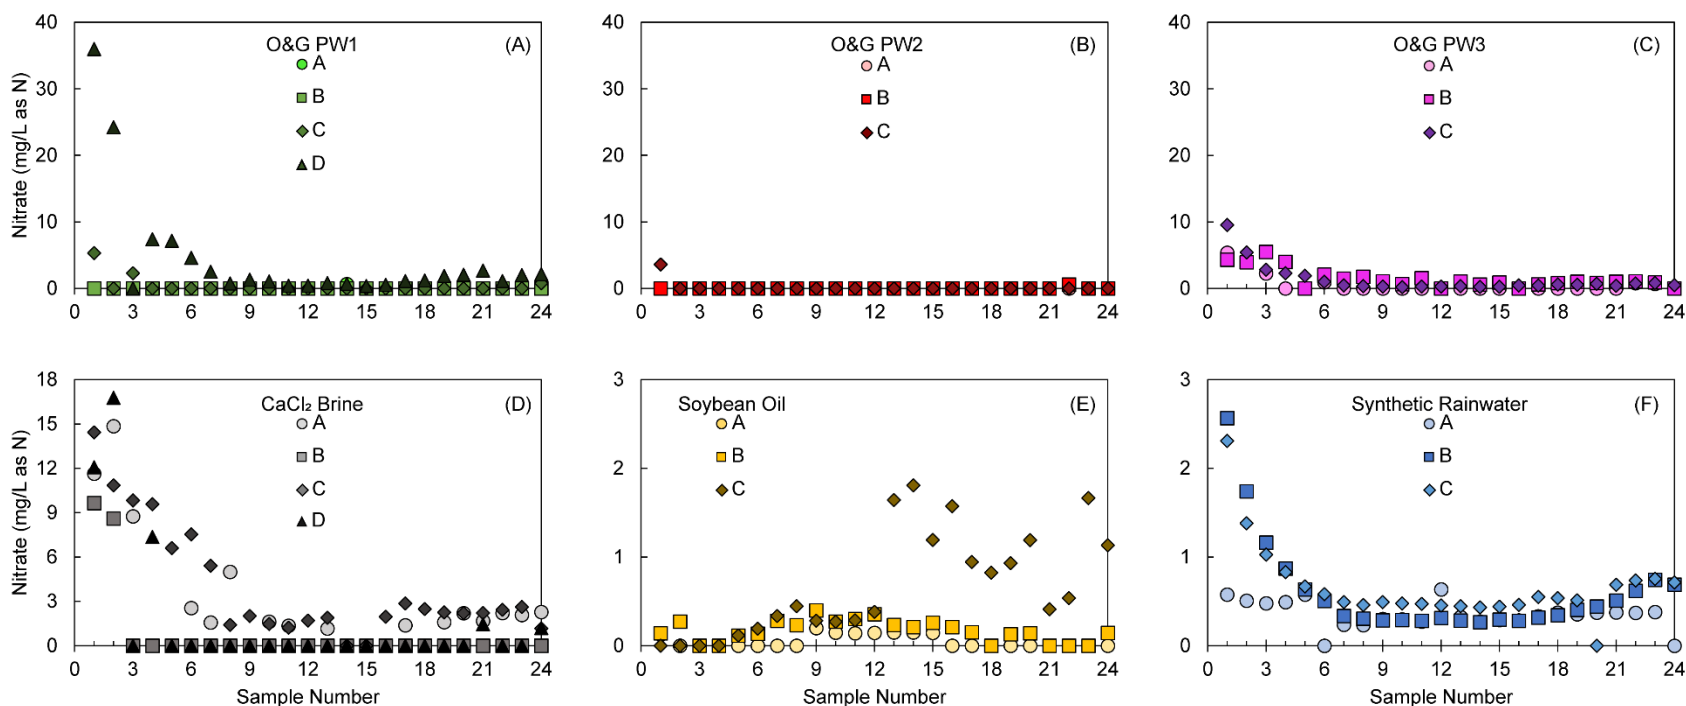 O&G PW1 (A)
A
B
C
D
Nitrate (mg/L as N)
40
30
20
10
0
0 3 6 9 12 15 18 21 24
O&G PW2 (B)
A
B
C
40
30
20
10
0
0 3 6 9 12 15 18 21 24
O&G PW3 (C)
A
B
C
40
30
20
10
0
0 3 6 9 12 15 18 21 24
CaCl₂ Brine (D)
A
B
C
D
Nitrate (mg/L as N)
18
15
12
9
6
3
0
0 3 6 9 12 15 18 21 24
Sample Number
Soybean Oil (E)
A
B
C
3
2
1
0
0 3 6 9 12 15 18 21 24
Sample Number
Synthetic Rainwater (F)
A
B
C
3
2
1
0
0 3 6 9 12 15 18 21 24
Sample Number